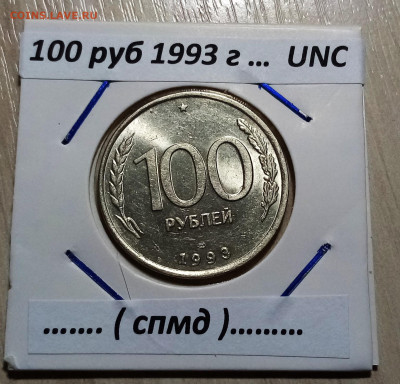 COINS.LAVE.RU
100 руб 1993 г ... UNC
100
РУБЛЕЙ
1993
....... ( спмд ).........